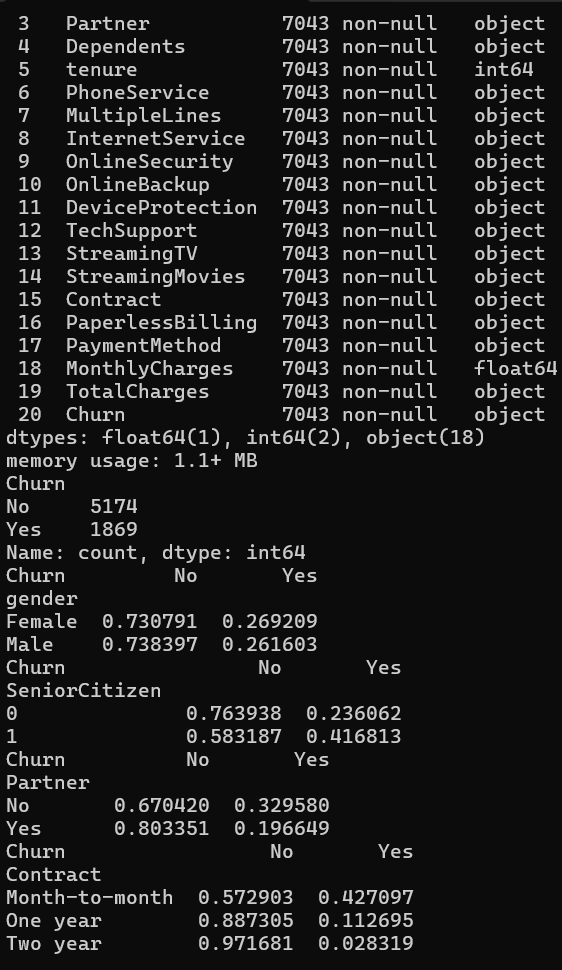 3   Partner           7043 non-null   object
4   Dependents        7043 non-null   object
5   tenure            7043 non-null   int64
6   PhoneService      7043 non-null   object
7   MultipleLines     7043 non-null   object
8   InternetService   7043 non-null   object
9   OnlineSecurity    7043 non-null   object
10  OnlineBackup      7043 non-null   object
11  DeviceProtection  7043 non-null   object
12  TechSupport       7043 non-null   object
13  StreamingTV       7043 non-null   object
14  StreamingMovies   7043 non-null   object
15  Contract          7043 non-null   object
16  PaperlessBilling  7043 non-null   object
17  PaymentMethod     7043 non-null   object
18  MonthlyCharges    7043 non-null   float64
19  TotalCharges      7043 non-null   object
20  Churn             7043 non-null   object
dtypes: float64(1), int64(2), object(18)
memory usage: 1.1+ MB
Churn
No     5174
Yes    1869
Name: count, dtype: int64
Churn         No       Yes
gender
Female  0.730791  0.269209
Male    0.738397  0.261603
Churn                No       Yes
SeniorCitizen
0              0.763938  0.236062
1              0.583187  0.416813
Churn          No       Yes
Partner
No       0.670420  0.329580
Yes      0.803351  0.196649
Churn                 No       Yes
Contract
Month-to-month  0.572903  0.427097
One year        0.887305  0.112695
Two year        0.971681  0.028319